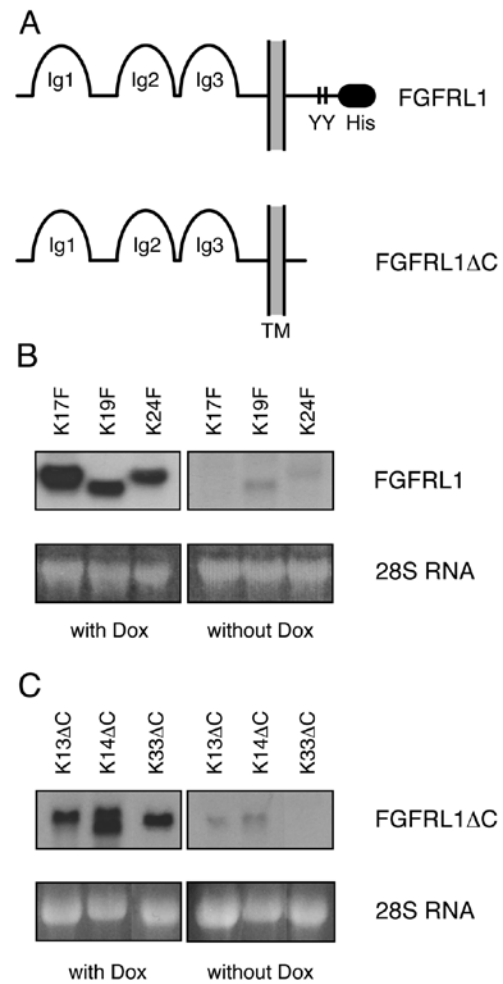 A
Ig1 Ig2 Ig3 FGFRL1
YY His
Ig1 Ig2 Ig3 FGFRL1ΔC
TM
B
K17F K19F K24F K17F K19F K24F
FGFRL1
28S RNA
with Dox without Dox
C
K13ΔC K14ΔC K33ΔC K13ΔC K14ΔC K33ΔC
FGFRL1ΔC
28S RNA
with Dox without Dox